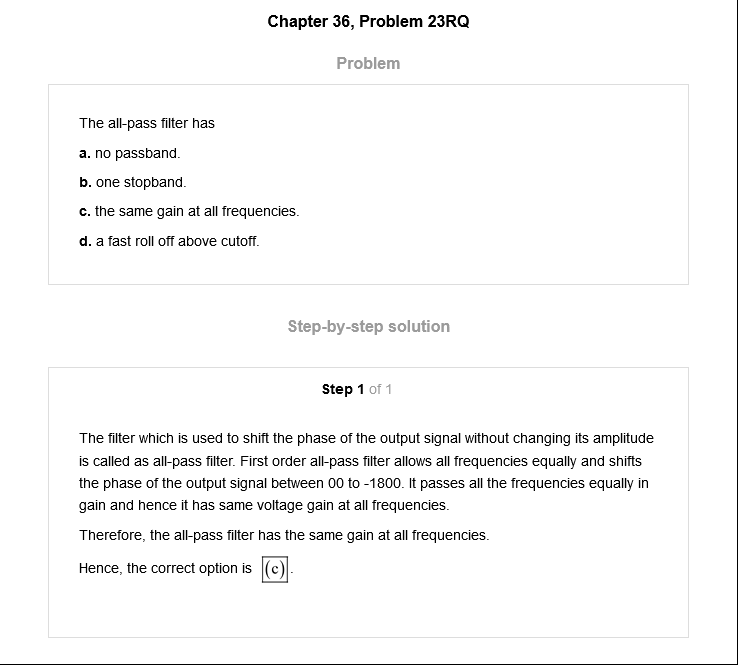 Chapter 36, Problem 23RQ
Problem
The all-pass filter has
a. no passband.
b. one stopband.
c. the same gain at all frequencies.
d. a fast roll off above cutoff.
Step-by-step solution
Step 1 of 1
The filter which is used to shift the phase of the output signal without changing its amplitude
is called as all-pass filter. First order all-pass filter allows all frequencies equally and shifts
the phase of the output signal between 00 to -1800. It passes all the frequencies equally in
gain and hence it has same voltage gain at all frequencies.
Therefore, the all-pass filter has the same gain at all frequencies.
Hence, the correct option is (c).